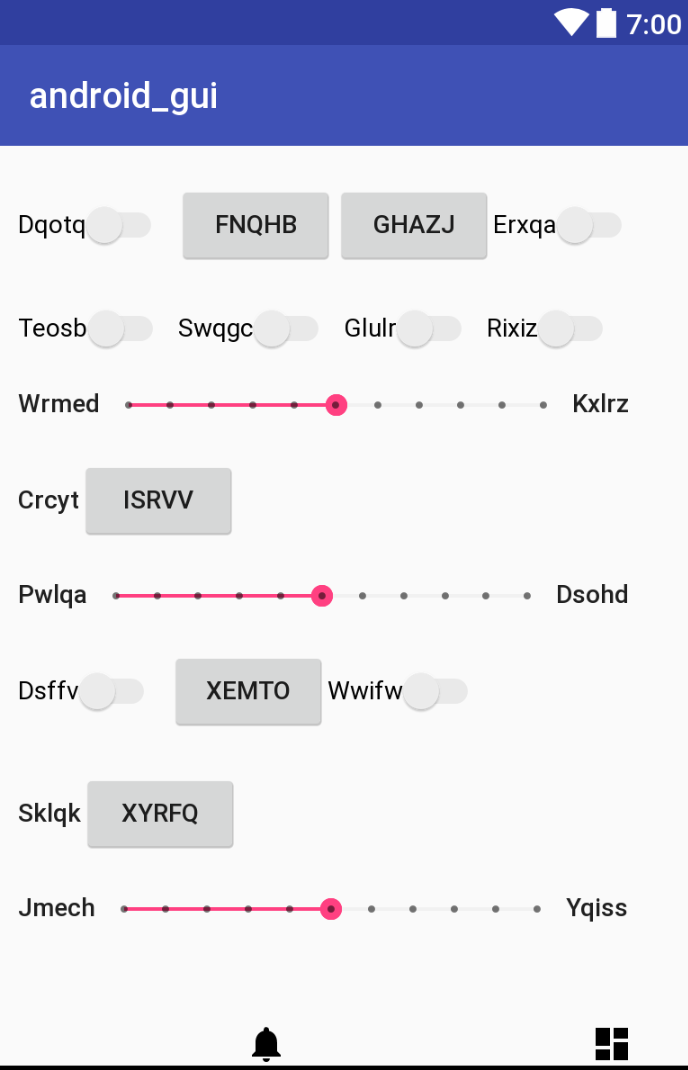 7:00
android_gui
Dqotq FNQHB GHAZJ Erxqa
Teosb Swqgc Glulr Rixiz
Wrmed Kxlrz
Crcyt ISRVV
Pwlqa Dsohd
Dsffv XEMTO Wwifw
Sklqk XYRFQ
Jmech Yqiss